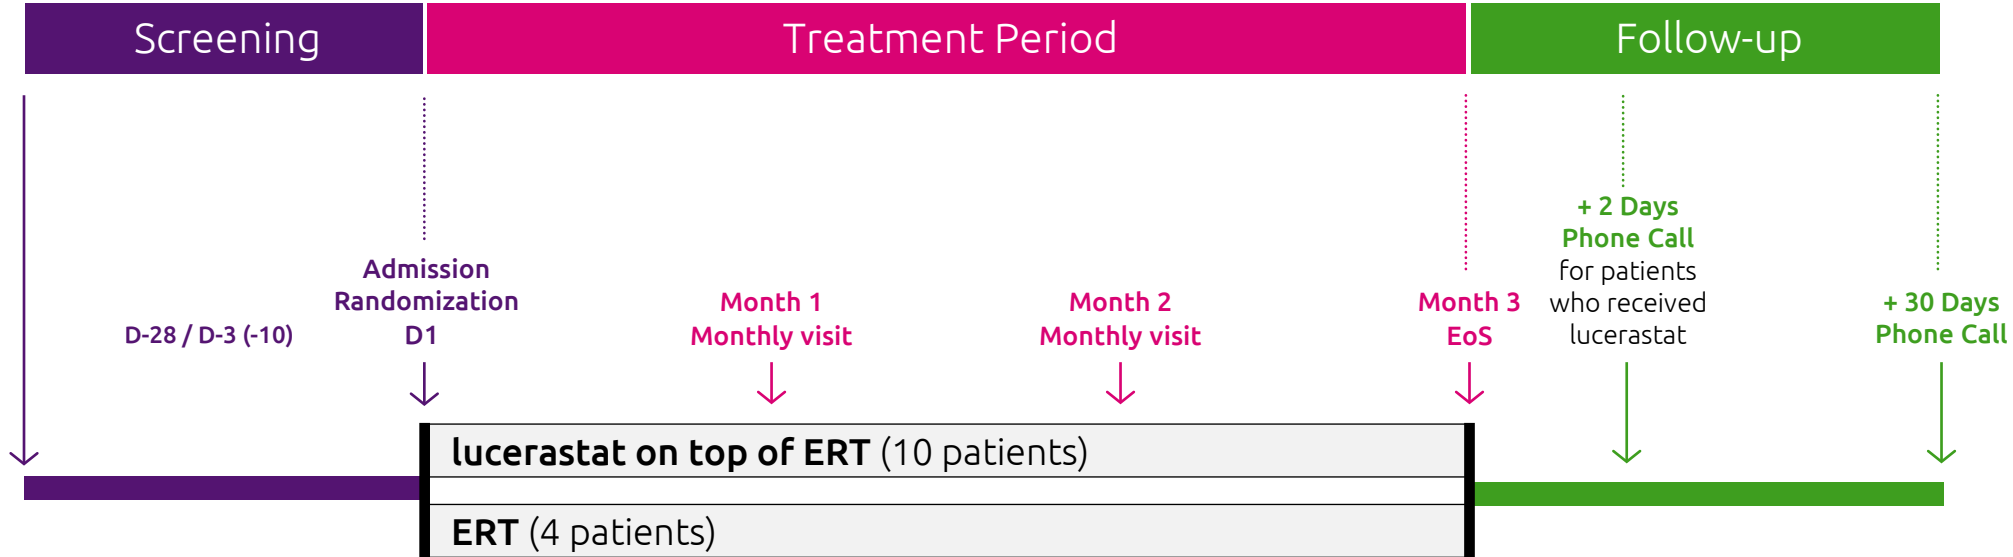 Screening
Treatment Period
Follow-up
D-28 / D-3 (-10)
Admission
Randomization
D1
Month 1
Monthly visit
Month 2
Monthly visit
Month 3
EoS
+ 2 Days
Phone Call
for patients
who received
lucerastat
+ 30 Days
Phone Call
lucerastat on top of ERT (10 patients)
ERT (4 patients)